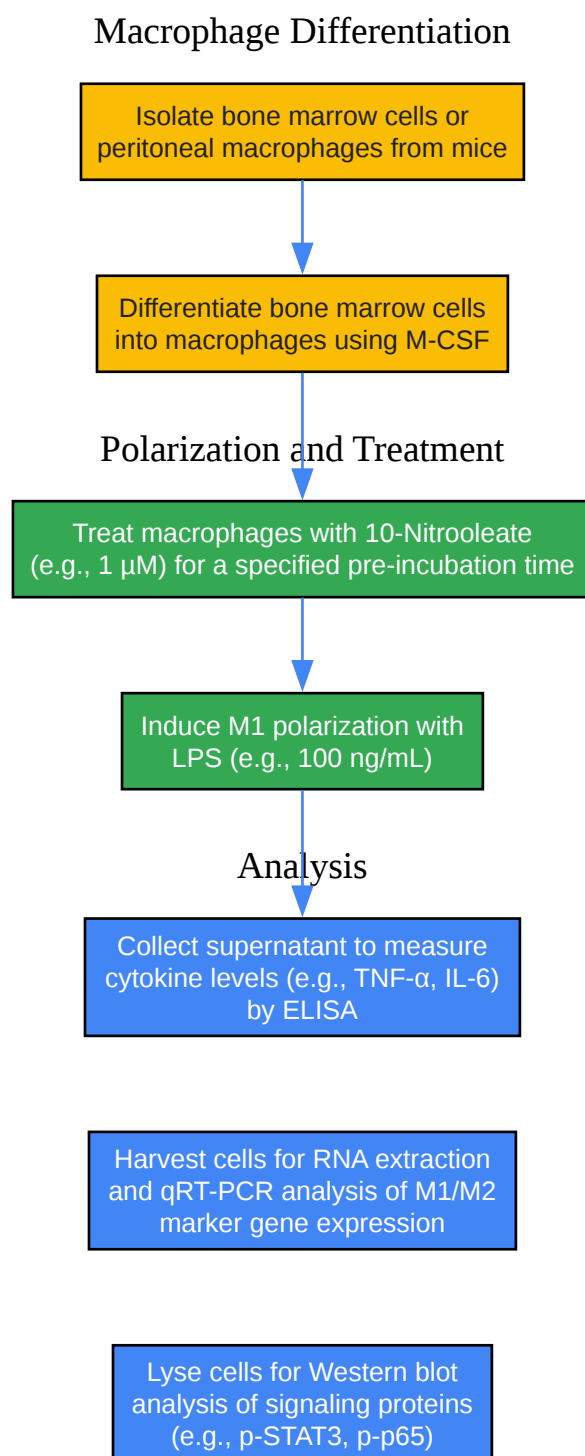 Macrophage Differentiation
Isolate bone marrow cells or
peritoneal macrophages from mice
Differentiate bone marrow cells
into macrophages using M-CSF
Polarization and Treatment
Treat macrophages with 10-Nitrooleate
(e.g., 1 µM) for a specified pre-incubation time
Induce M1 polarization with
LPS (e.g., 100 ng/mL)
Analysis
Collect supernatant to measure
cytokine levels (e.g., TNF-α, IL-6)
by ELISA
Harvest cells for RNA extraction
and qRT-PCR analysis of M1/M2
marker gene expression
Lyse cells for Western blot
analysis of signaling proteins
(e.g., p-STAT3, p-p65)